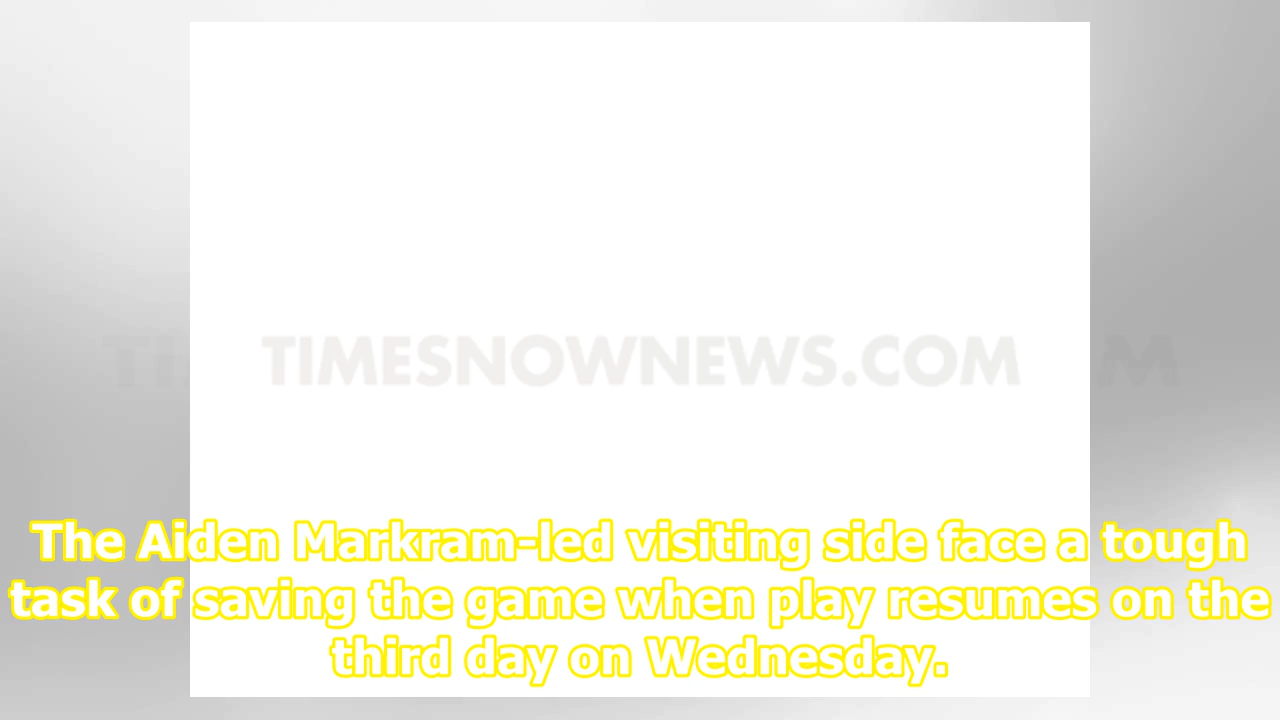 TIMESNOWNEWS.COM
The Aiden Markram-led visiting side face a tough
task of saving the game when play resumes on the
third day on Wednesday.